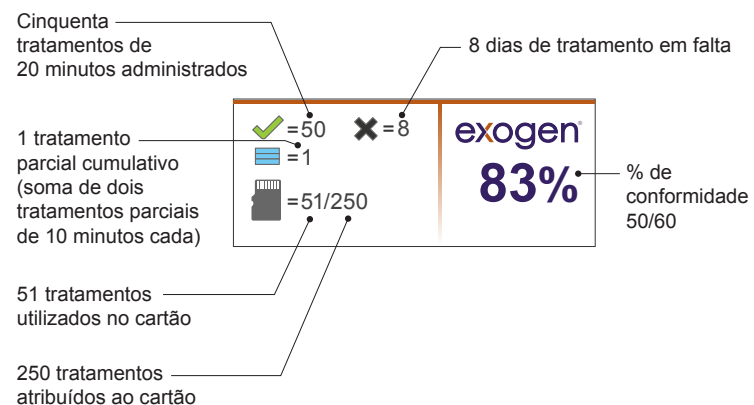 Cinquenta
tratamentos de
20 minutos administrados
8 dias de tratamento em falta
=50
=8
=1
=51/250
exogen
83%
1 tratamento
parcial cumulativo
(soma de dois
tratamentos parciais
de 10 minutos cada)
% de
conformidade
50/60
51 tratamentos
utilizados no cartão
250 tratamentos
atribuídos ao cartão